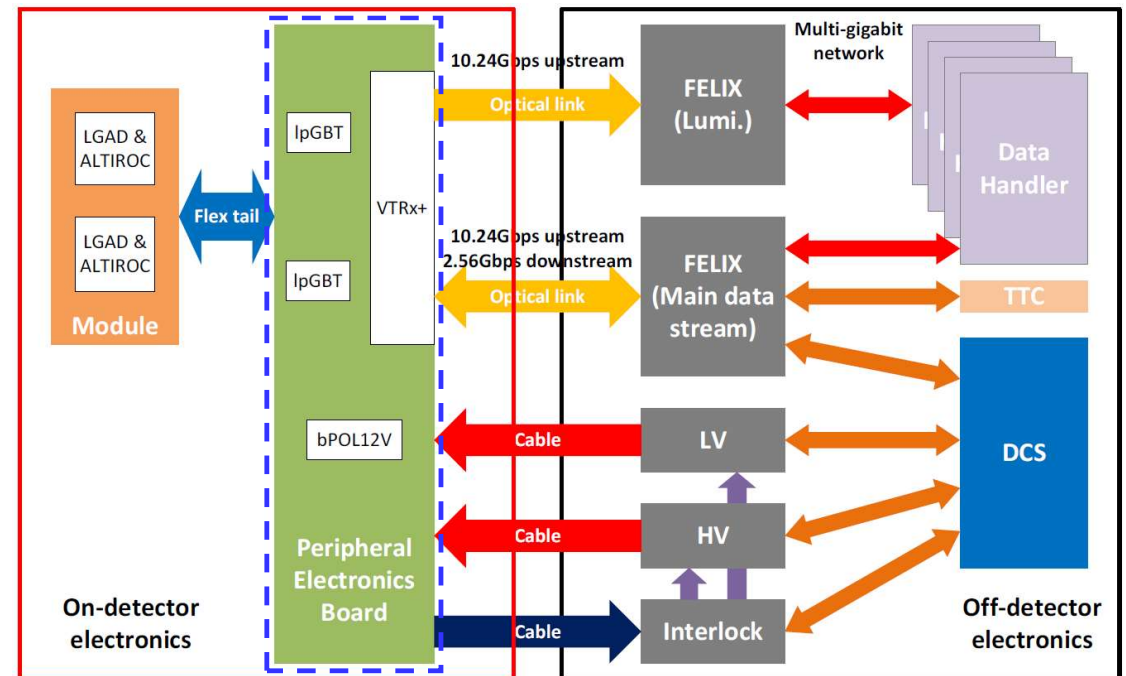 LGAD &
ALTIROC
LGAD &
ALTIROC
Module
Flex tail
lpGBT
lpGBT
VTRx+
bPOL12V
Peripheral
Electronics
Board
On-detector
electronics
10.24Gbps upstream
Optical link
10.24Gbps upstream
2.56Gbps downstream
Optical link
Cable
Cable
Cable
FELIX
(Lumi.)
FELIX
(Main data
stream)
LV
HV
Interlock
Multi-gigabit
network
Data
Handler
TTC
DCS
Off-detector
electronics